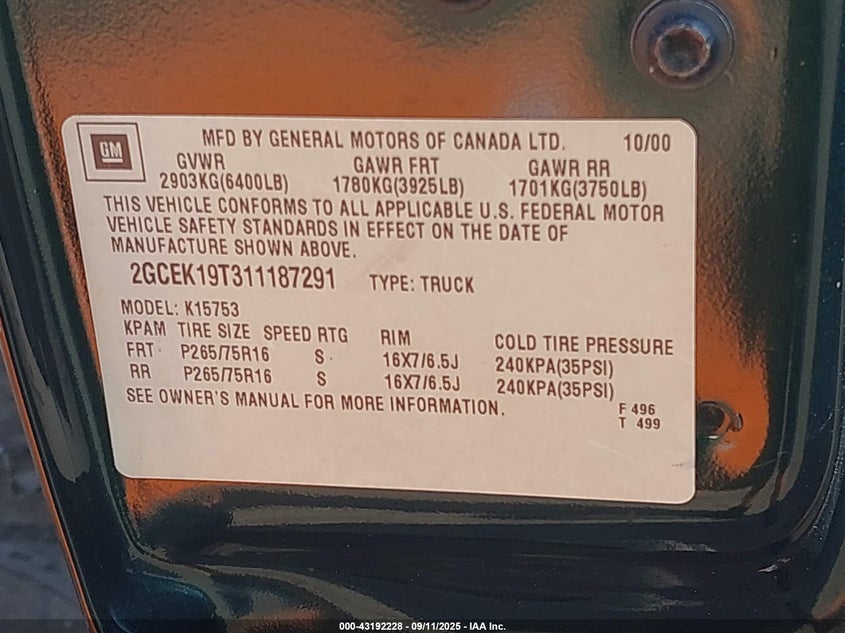 GM
MFD BY GENERAL MOTORS OF CANADA LTD. 10/00
GVWR GAWR FRT GAWR RR
2903KG(6400LB) 1780KG(3925LB) 1701KG(3750LB)
THIS VEHICLE CONFORMS TO ALL APPLICABLE U.S. FEDERAL MOTOR
VEHICLE SAFETY STANDARDS IN EFFECT ON THE DATE OF
MANUFACTURE SHOWN ABOVE.
2GCEK19T311187291 TYPE: TRUCK
MODEL: K15753
KPAM TIRE SIZE SPEED RTG RIM COLD TIRE PRESSURE
FRT P265/75R16 S 16X7/6.5J 240KPA(35PSI)
RR P265/75R16 S 16X7/6.5J 240KPA(35PSI)
SEE OWNER'S MANUAL FOR MORE INFORMATION.
F 496
T 499
000-43192228 - 09/11/2025 - IAA Inc.